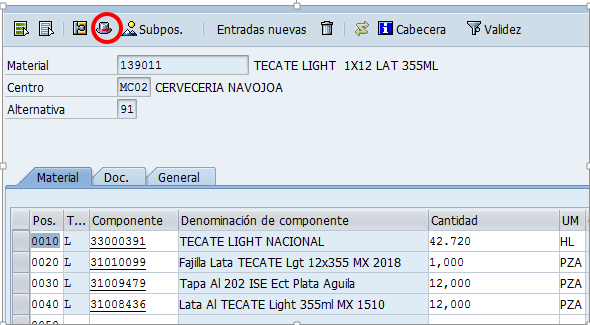 Subpos. Entradas nuevas Cabecera Validez
Material 139011 TECATE LIGHT 1X12 LAT 355ML
Centro MC02 CERVECERIA NAVOJOA
Alternativa 91
Material Doc. General
Pos. T... Componente Denominación de componente Cantidad UM
0010 L 33000391 TECATE LIGHT NACIONAL 42.720 HL
0020 L 31010099 Fajilla Lata TECATE Lgt 12x355 MX 2018 1,000 PZA
0030 L 31009479 Tapa Al 202 ISE Ect Plata Aguila 12,000 PZA
0040 L 31008436 Lata Al TECATE Light 355ml MX 1510 12,000 PZA